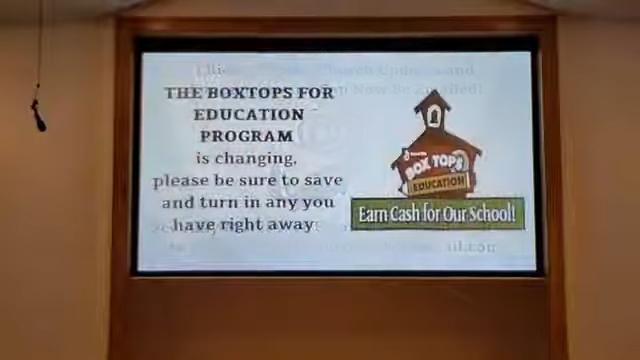 THE BOXTOPS FOR
EDUCATION
PROGRAM
is changing,
please be sure to save
and turn in any you
have right away
BOX TOPS
EDUCATION
Earn Cash for Our School!